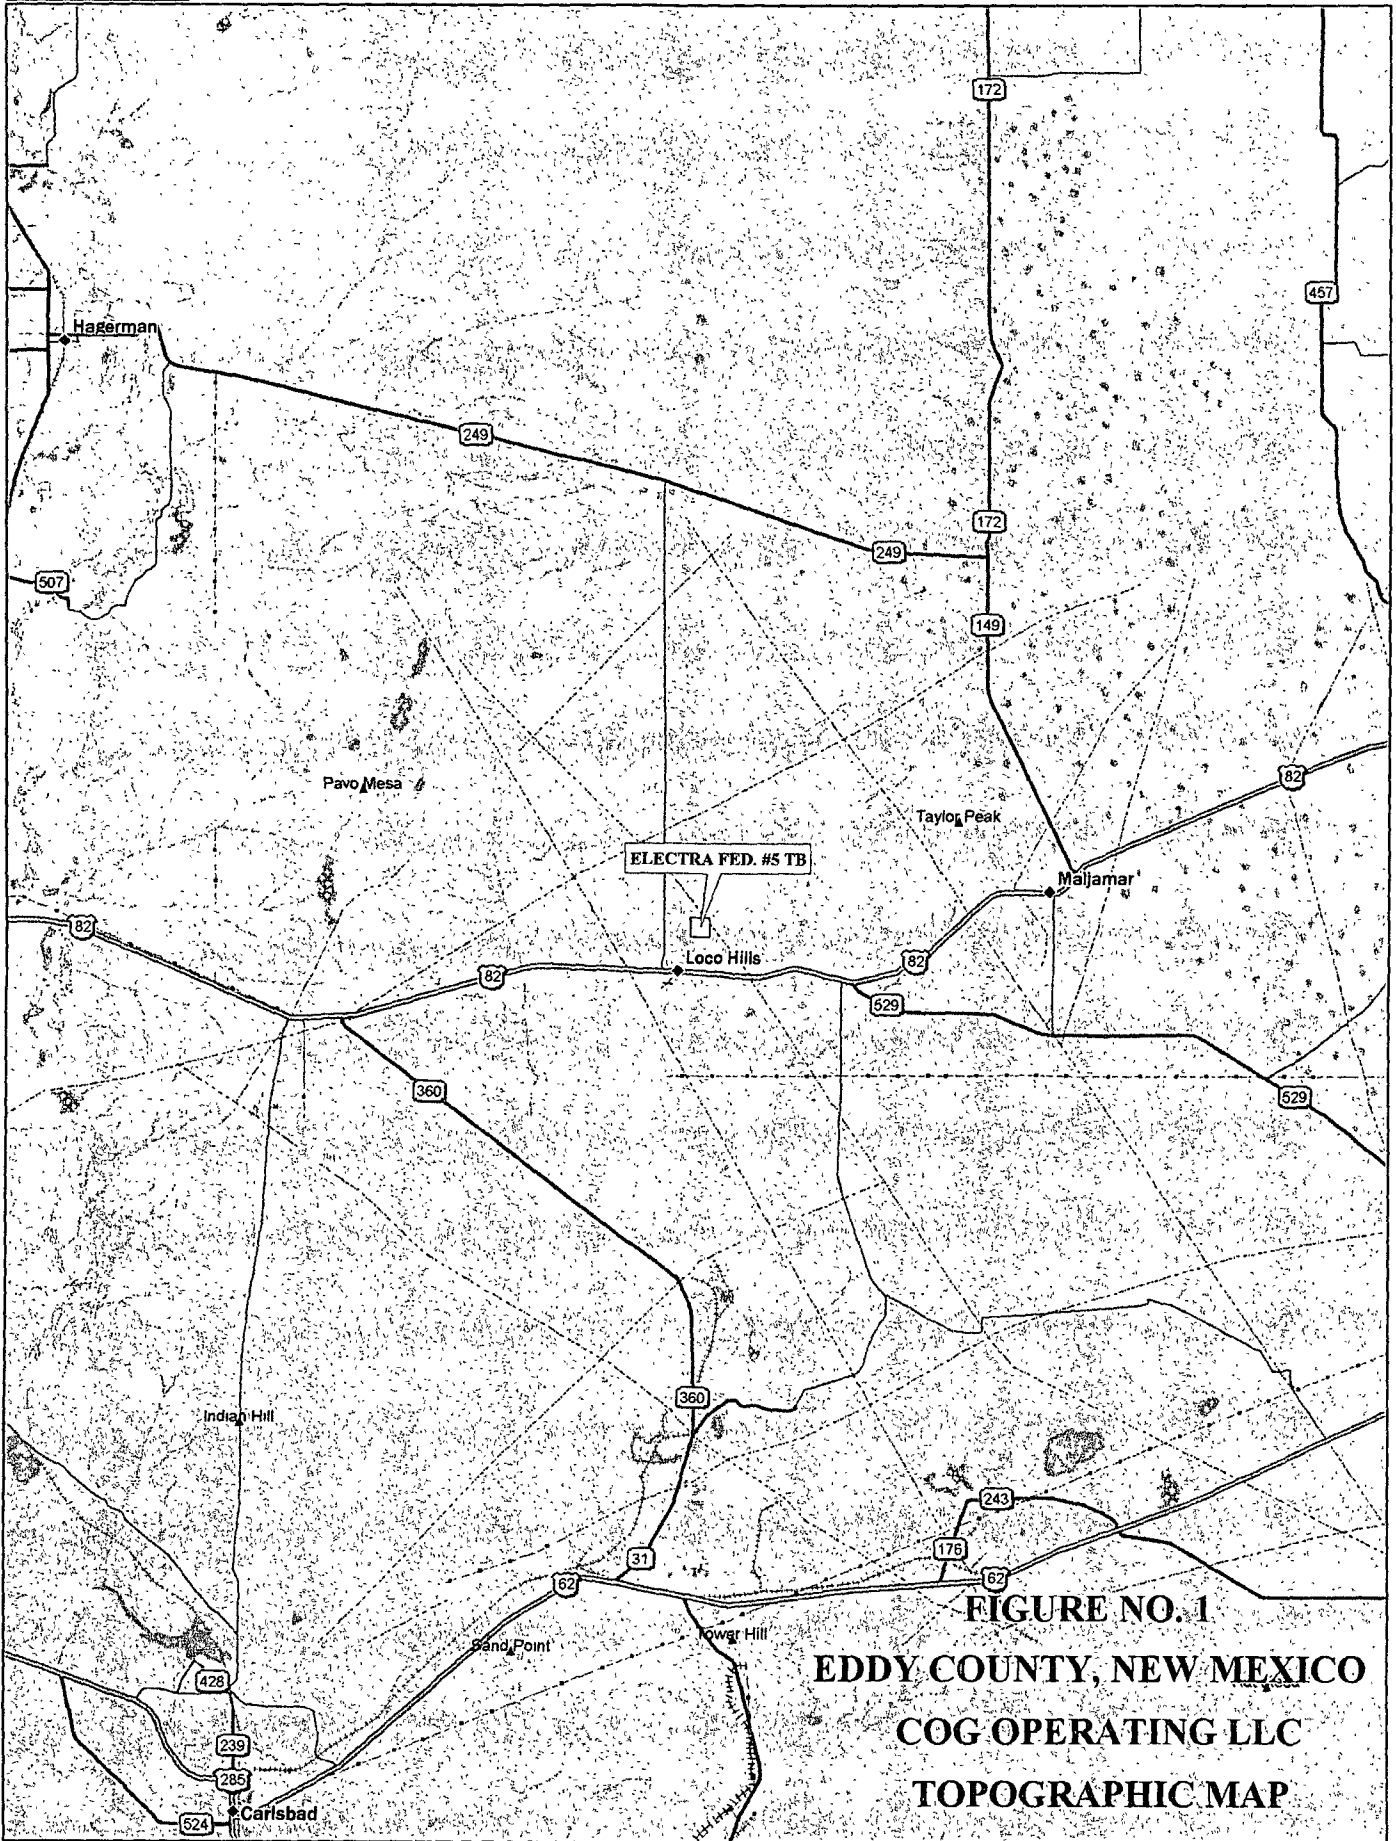 172
457
Hagerman
249
172
249
507
149
82
Pavo Mesa
Taylor Peak
ELECTRA FED. #5 TB
Maljamar
82
Loco Hills
82
82
529
360
529
360
Indian Hill
243
176
31
62
62
FIGURE NO. 1
Tower Hill
Sand Point
EDDY COUNTY, NEW MEXICO
428
COG OPERATING LLC
239
285
TOPOGRAPHIC MAP
Carlsbad
524